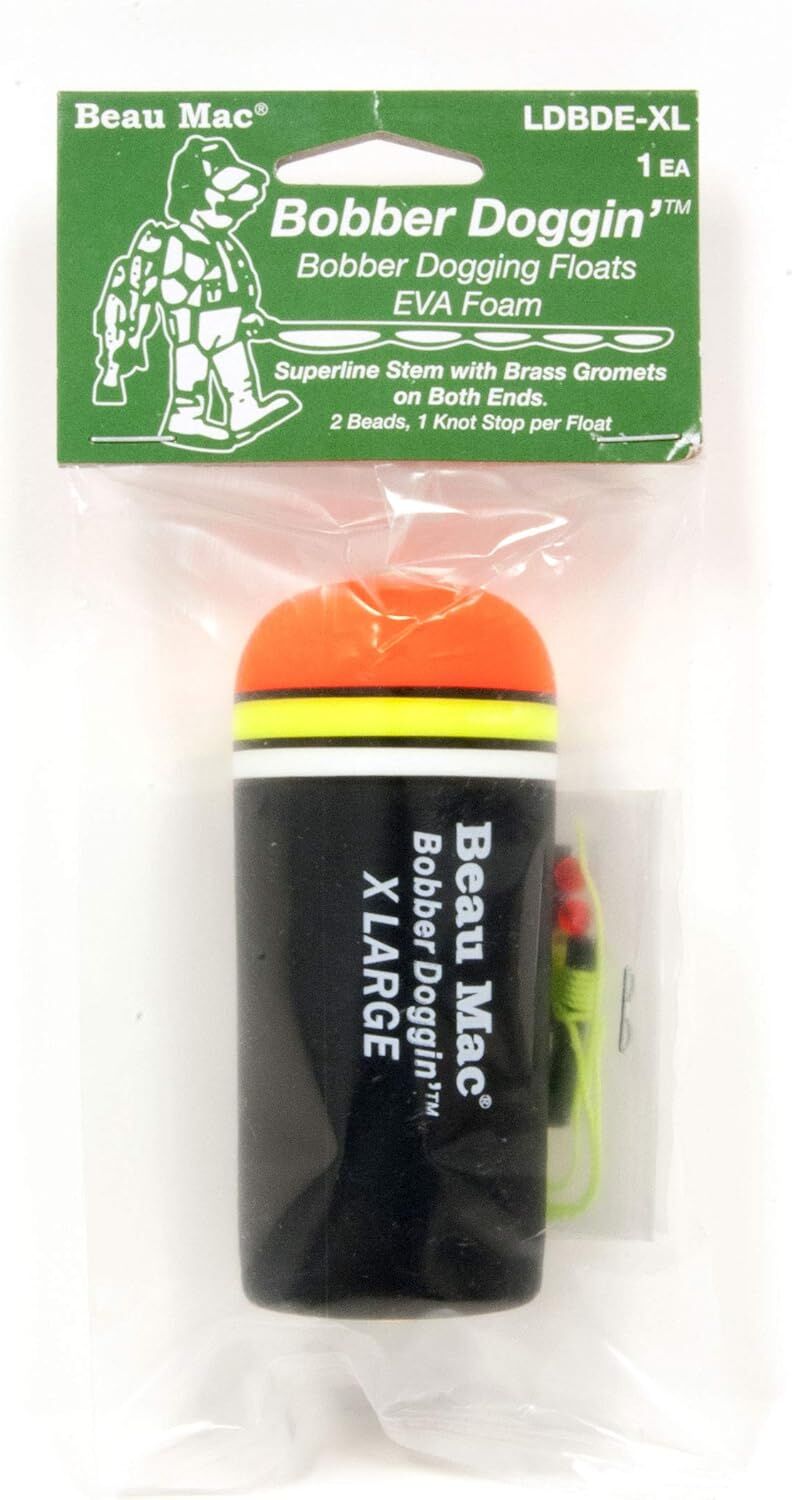 Beau Mac®
LDBDE-XL
1 EA
Bobber Doggin'™
Bobber Dogging Floats
EVA Foam
Superline Stem with Brass Gromets
on Both Ends.
2 Beads, 1 Knot Stop per Float
Beau Mac®
Bobber Doggin'™
X LARGE